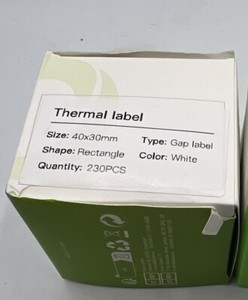 Thermal label
Size: 40x30mm Type: Gap label
Shape: Rectangle Color: White
Quantity: 230PCS